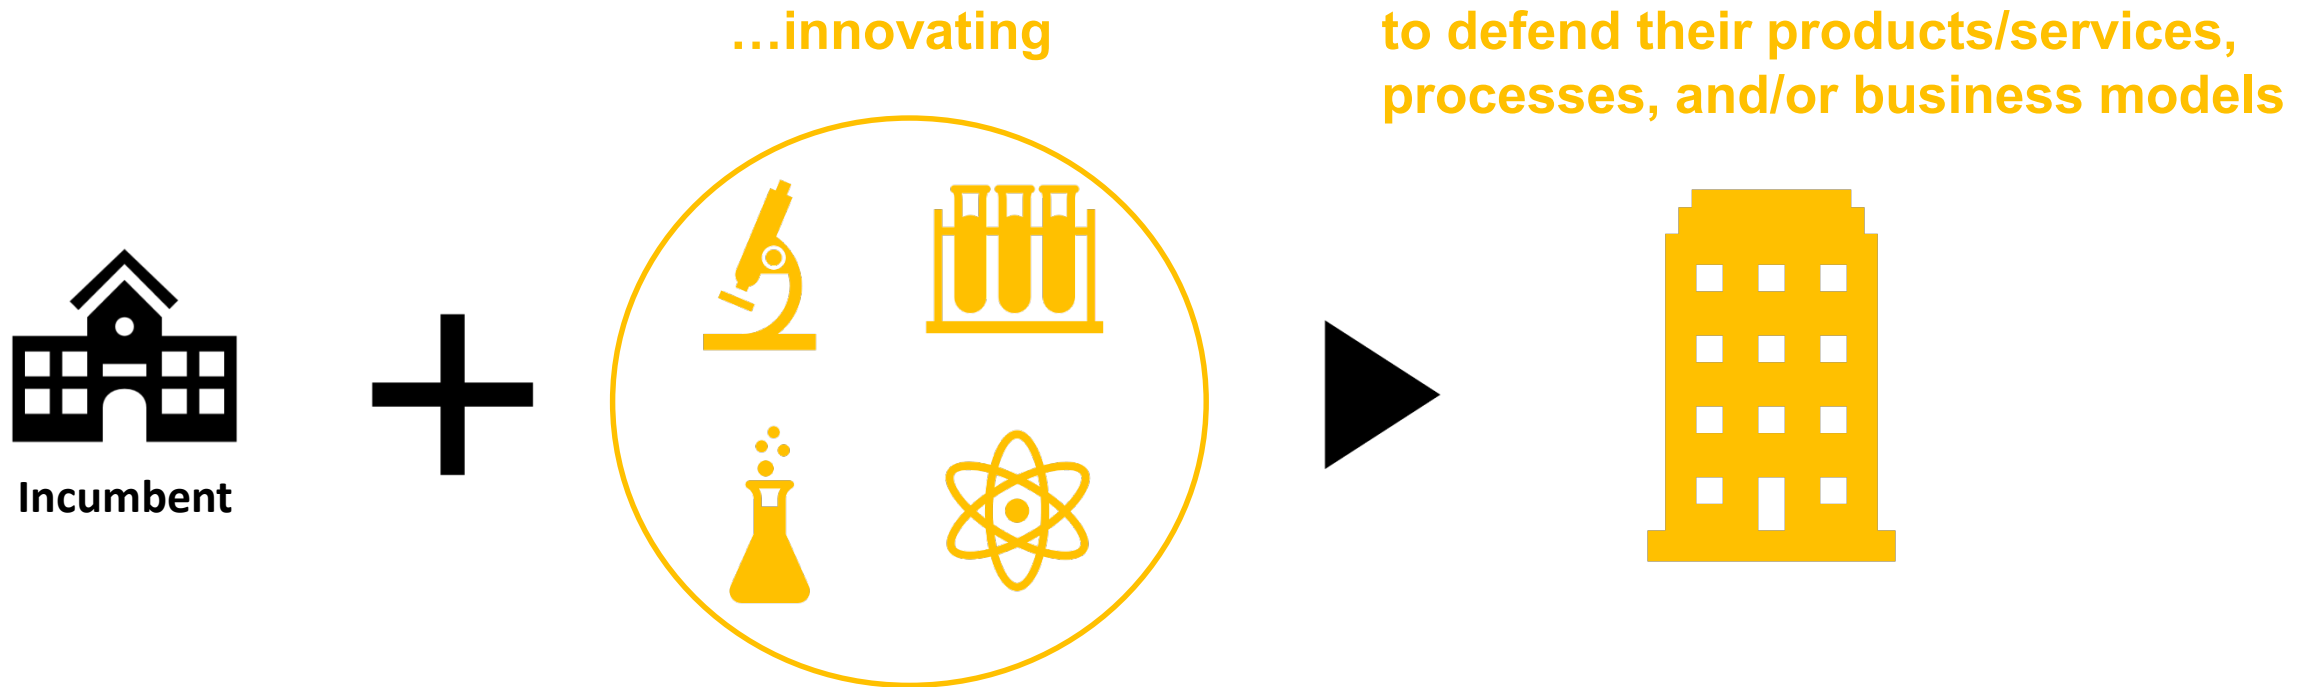 …innovating
to defend their products/services,
processes, and/or business models
Incumbent